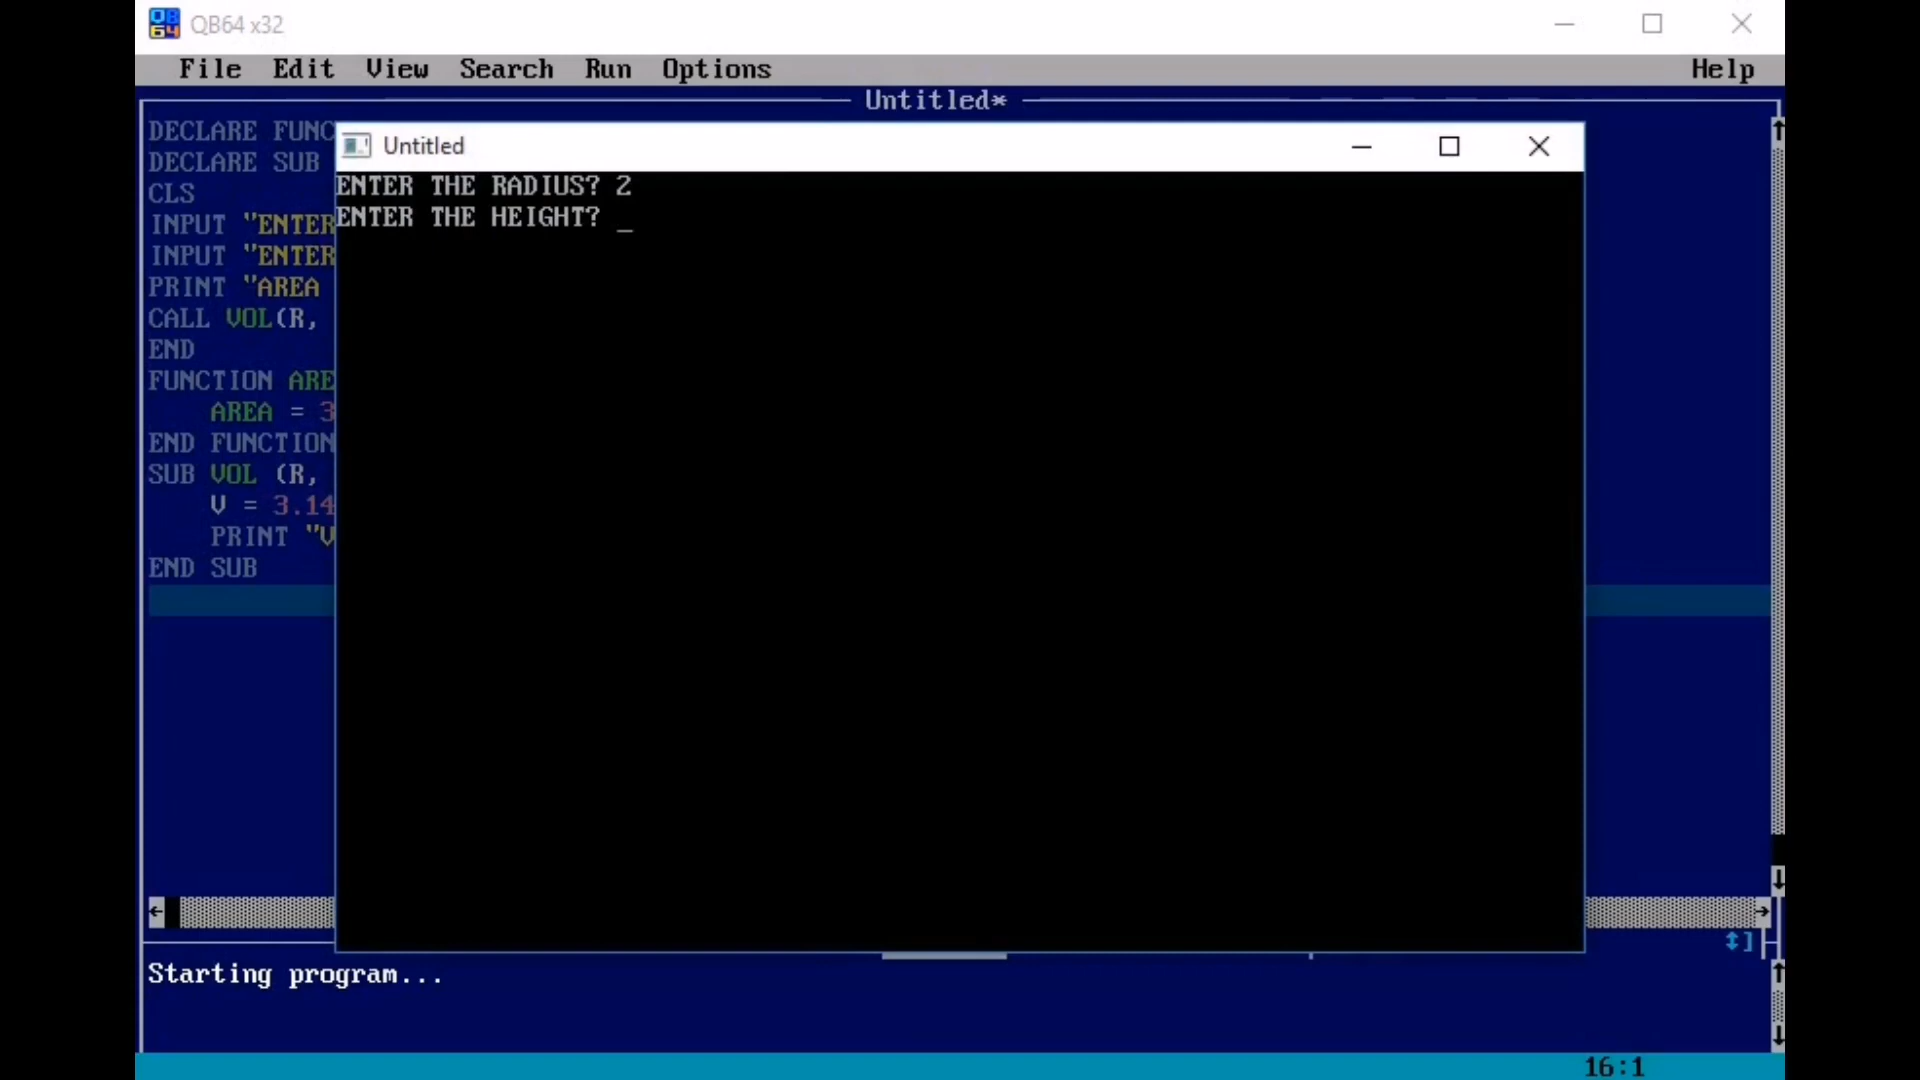 QB64 x32
File Edit View Search Run Options Help
Untitled*
DECLARE FUNC
DECLARE SUB
CLS
INPUT "ENTER
INPUT "ENTER
PRINT "AREA
CALL VOL(R,
END
FUNCTION ARE
AREA = 3
END FUNCTION
SUB VOL (R,
V = 3.14
PRINT "V
END SUB
Untitled
ENTER THE RADIUS? 2
ENTER THE HEIGHT? _
Starting program...
16:1